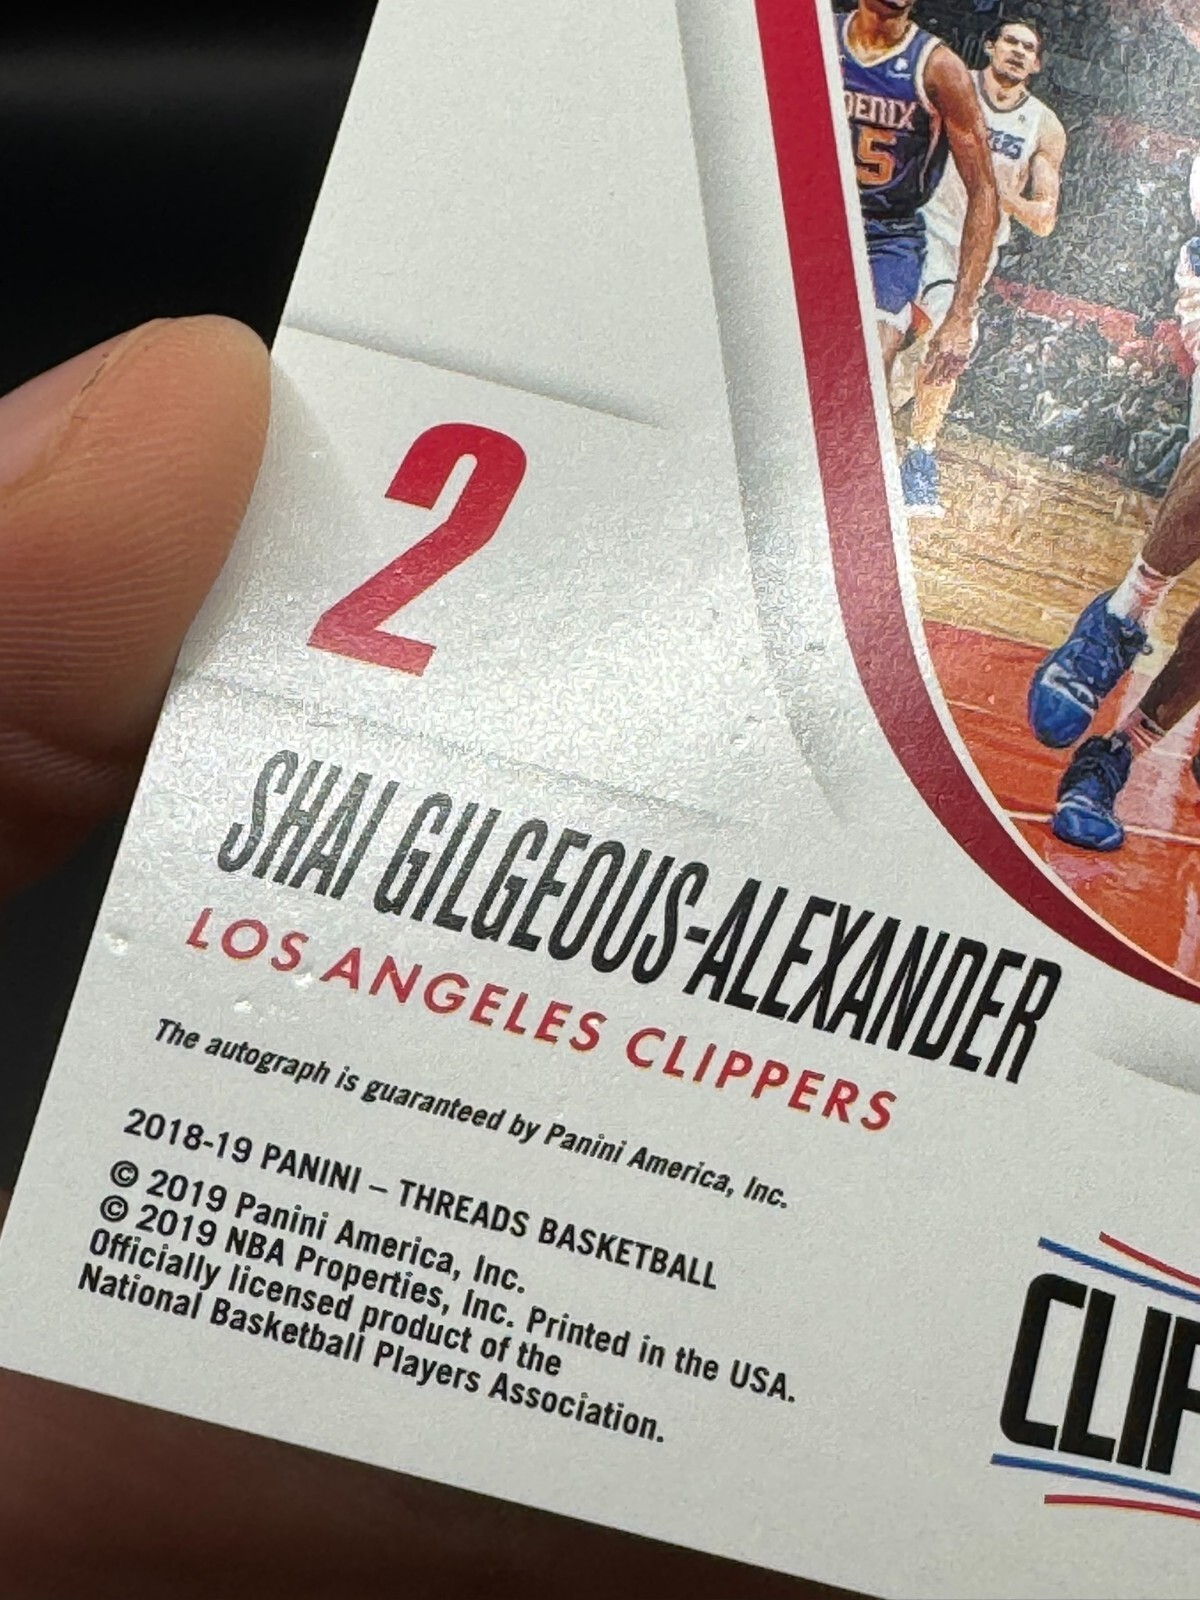 OENIX
5
2
SHAI GILGEOUS-ALEXANDER
LOS ANGELES CLIPPERS
The autograph is guaranteed by Panini America, Inc.
2018-19 PANINI – THREADS BASKETBALL
© 2019 Panini America, Inc.
© 2019 NBA Properties, Inc. Printed in the USA.
Officially licensed product of the
National Basketball Players Association.
CLIP